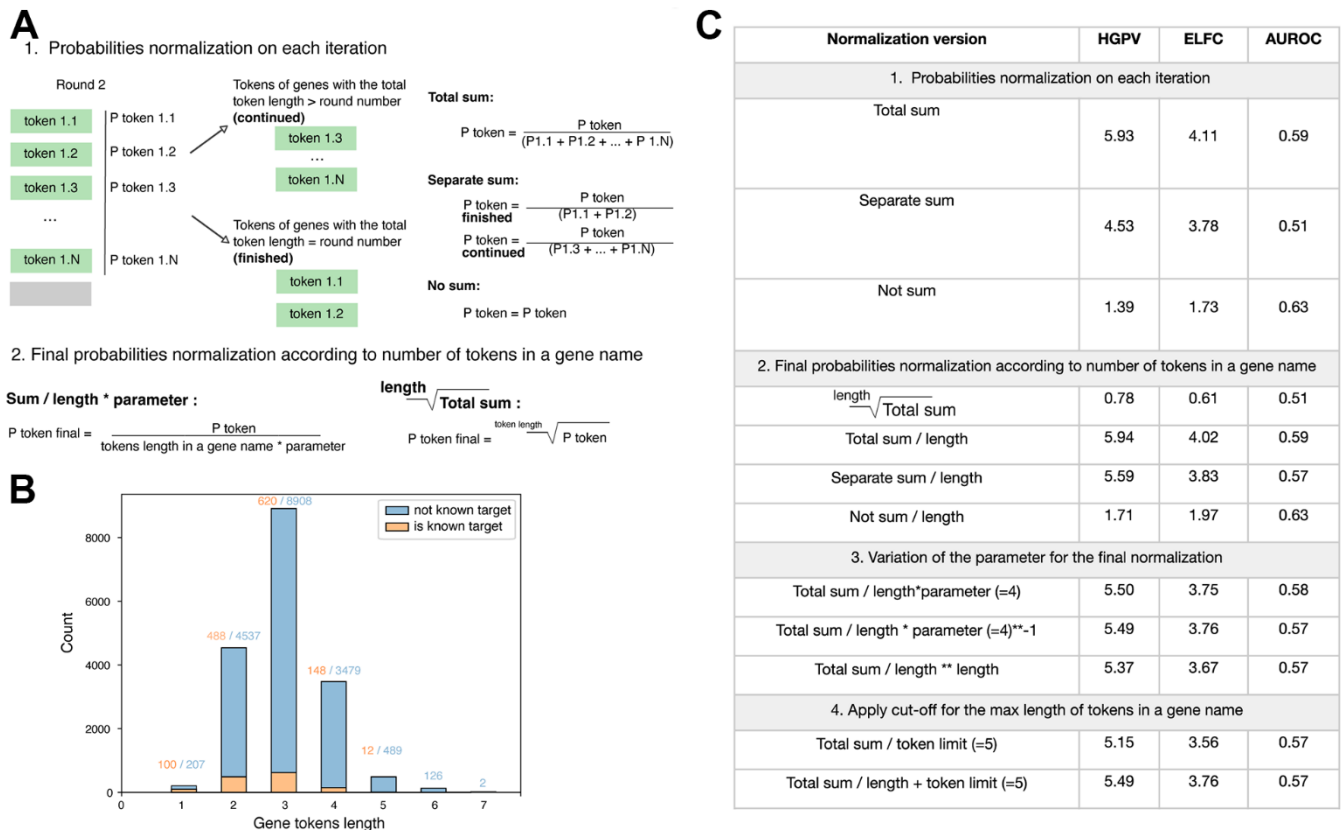 A
1. Probabilities normalization on each iteration
Round 2
token 1.1
token 1.2
token 1.3
...
token 1.N
P token 1.1
P token 1.2
P token 1.3
P token 1.N
Tokens of genes with the total
token length > round number
(continued)
token 1.3
...
token 1.N
Tokens of genes with the total
token length = round number
(finished)
token 1.1
token 1.2
Total sum:
P token = P token
(P1.1 + P1.2 + ... + P 1.N)
Separate sum:
P token = P token
finished (P1.1 + P1.2)
P token = P token
continued (P1.3 + ... + P1.N)
No sum:
P token = P token
2. Final probabilities normalization according to number of tokens in a gene name
Sum / length * parameter :
P token final = P token
tokens length in a gene name * parameter
length √ Total sum :
P token final = token length √ P token
B
not known target
is known target
Count
8000
6000
4000
2000
0
100 / 207
488 / 4537
620 / 8908
148 / 3479
12 / 489
126
2
0 1 2 3 4 5 6 7
Gene tokens length
C
Normalization version HGPV ELFC AUROC
1. Probabilities normalization on each iteration
Total sum 5.93 4.11 0.59
Separate sum 4.53 3.78 0.51
Not sum 1.39 1.73 0.63
2. Final probabilities normalization according to number of tokens in a gene name
length √ Total sum 0.78 0.61 0.51
Total sum / length 5.94 4.02 0.59
Separate sum / length 5.59 3.83 0.57
Not sum / length 1.71 1.97 0.63
3. Variation of the parameter for the final normalization
Total sum / length*parameter (=4) 5.50 3.75 0.58
Total sum / length * parameter (=4)**-1 5.49 3.76 0.57
Total sum / length ** length 5.37 3.67 0.57
4. Apply cut-off for the max length of tokens in a gene name
Total sum / token limit (=5) 5.15 3.56 0.57
Total sum / length + token limit (=5) 5.49 3.76 0.57